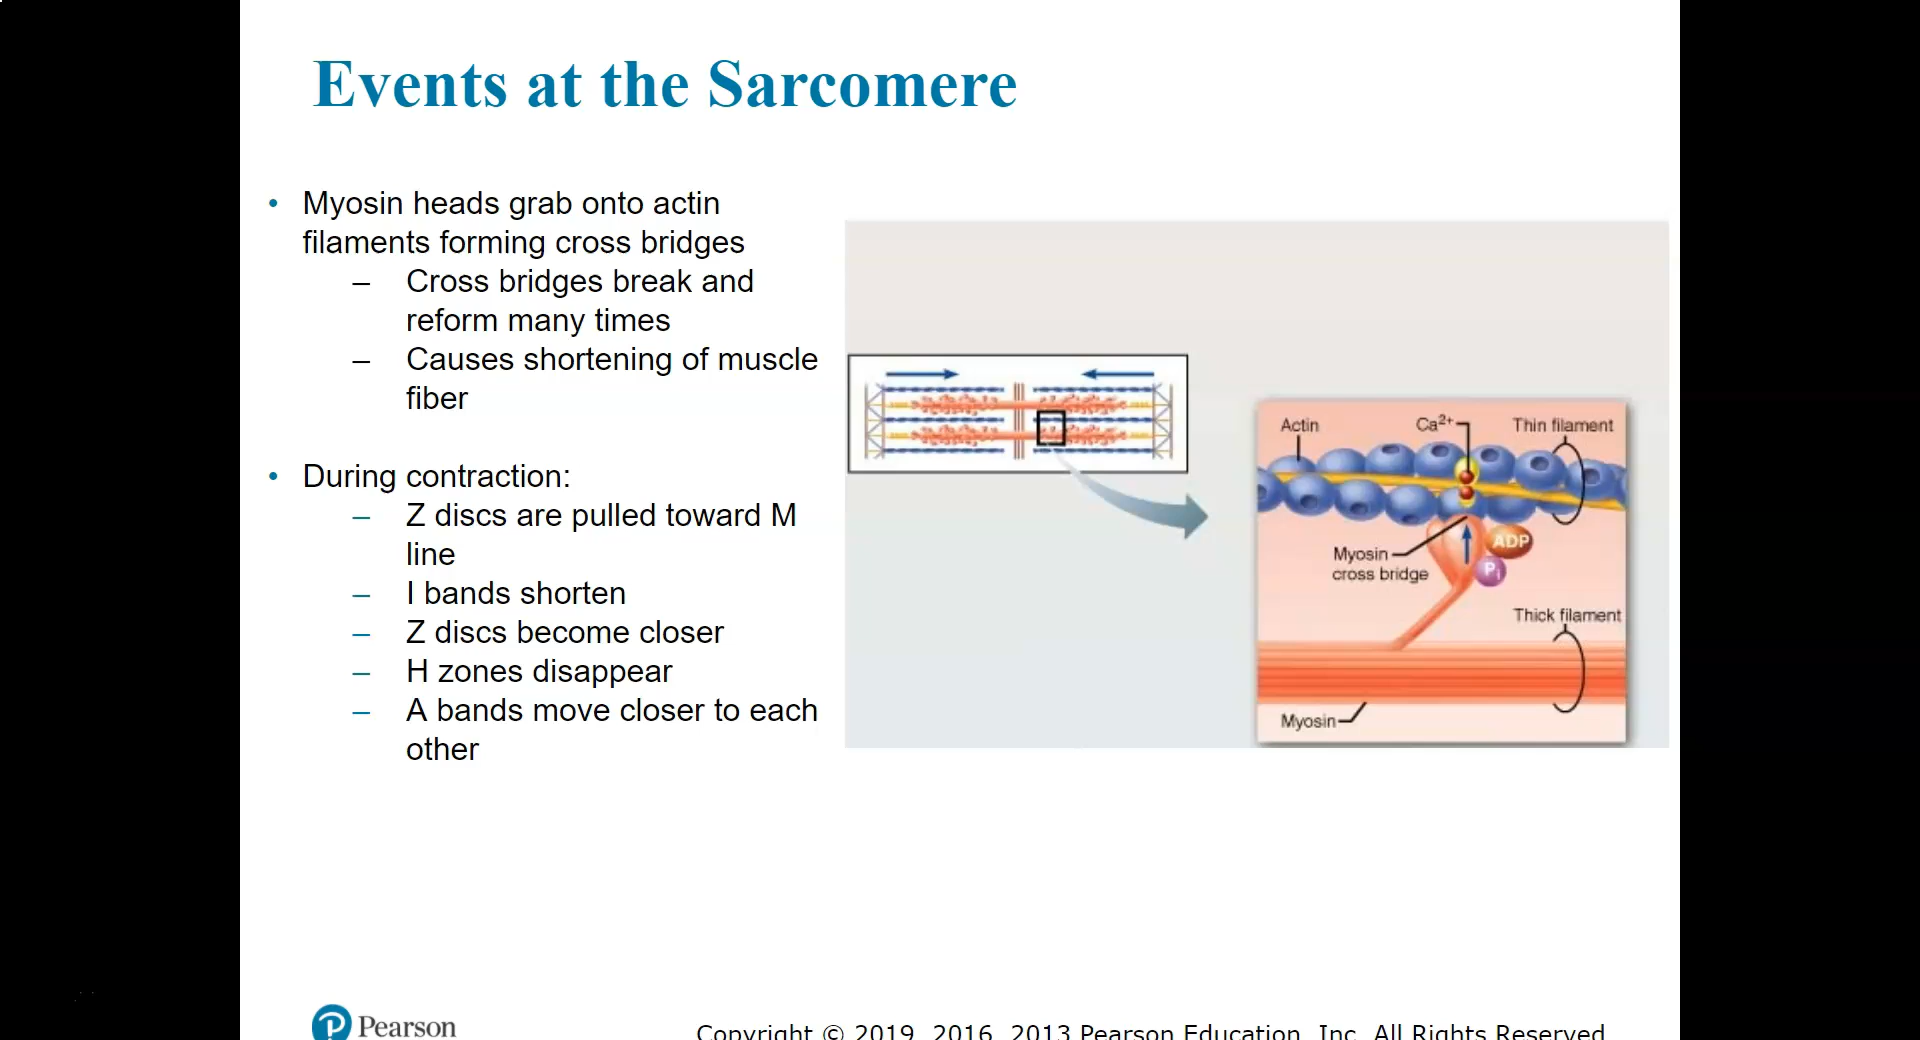 Events at the Sarcomere
• Myosin heads grab onto actin
filaments forming cross bridges
– Cross bridges break and
reform many times
– Causes shortening of muscle
fiber
• During contraction:
– Z discs are pulled toward M
line
– I bands shorten
– Z discs become closer
– H zones disappear
– A bands move closer to each
other
Actin
Ca2+
Thin filament
ADP
Pi
Myosin
cross bridge
Thick filament
Myosin
Pearson
Copyright © 2019, 2016, 2013 Pearson Education, Inc. All Rights Reserved